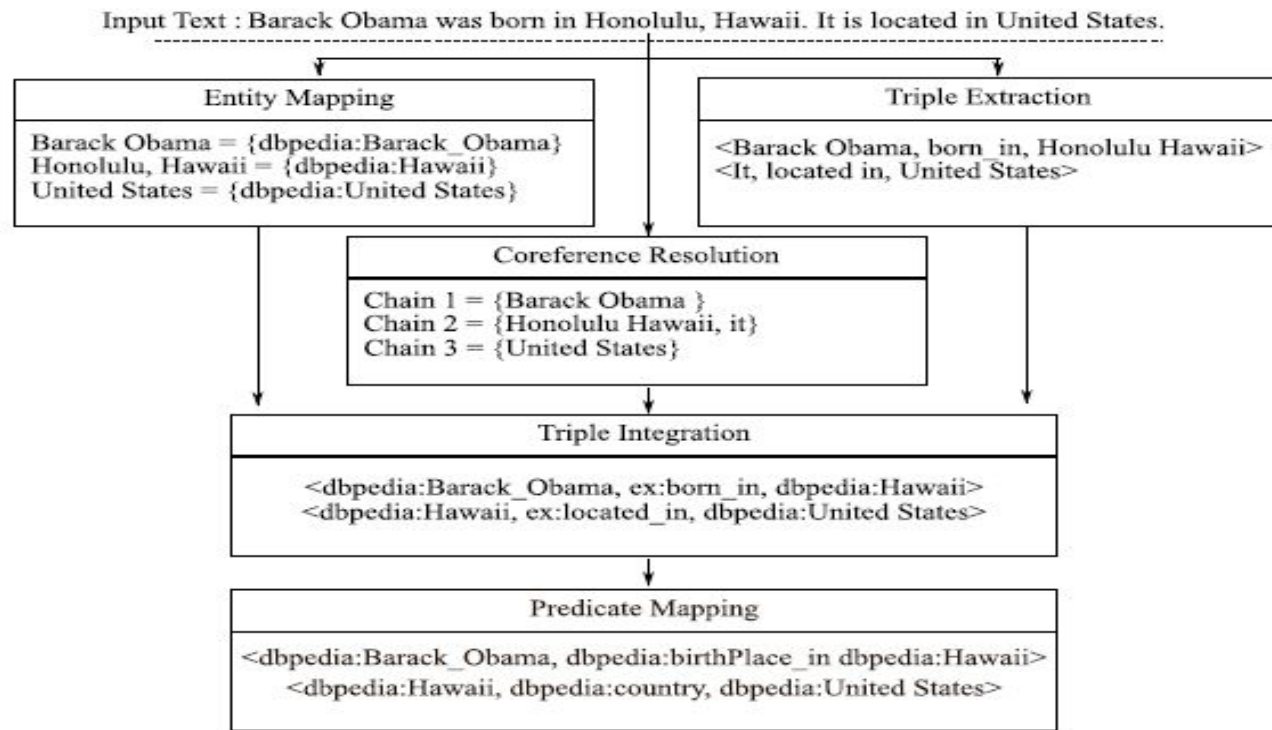 Input Text : Barack Obama was born in Honolulu, Hawaii. It is located in United States.
Entity Mapping
Barack Obama = {dbpedia:Barack_Obama}
Honolulu, Hawaii = {dbpedia:Hawaii}
United States = {dbpedia:United States}
Triple Extraction
<Barack Obama, born_in, Honolulu Hawaii>
<It, located in, United States>
Coreference Resolution
Chain 1 = {Barack Obama }
Chain 2 = {Honolulu Hawaii, it}
Chain 3 = {United States}
Triple Integration
<dbpedia:Barack_Obama, ex:born_in, dbpedia:Hawaii>
<dbpedia:Hawaii, ex:located_in, dbpedia:United States>
Predicate Mapping
<dbpedia:Barack_Obama, dbpedia:birthPlace_in dbpedia:Hawaii>
<dbpedia:Hawaii, dbpedia:country, dbpedia:United States>